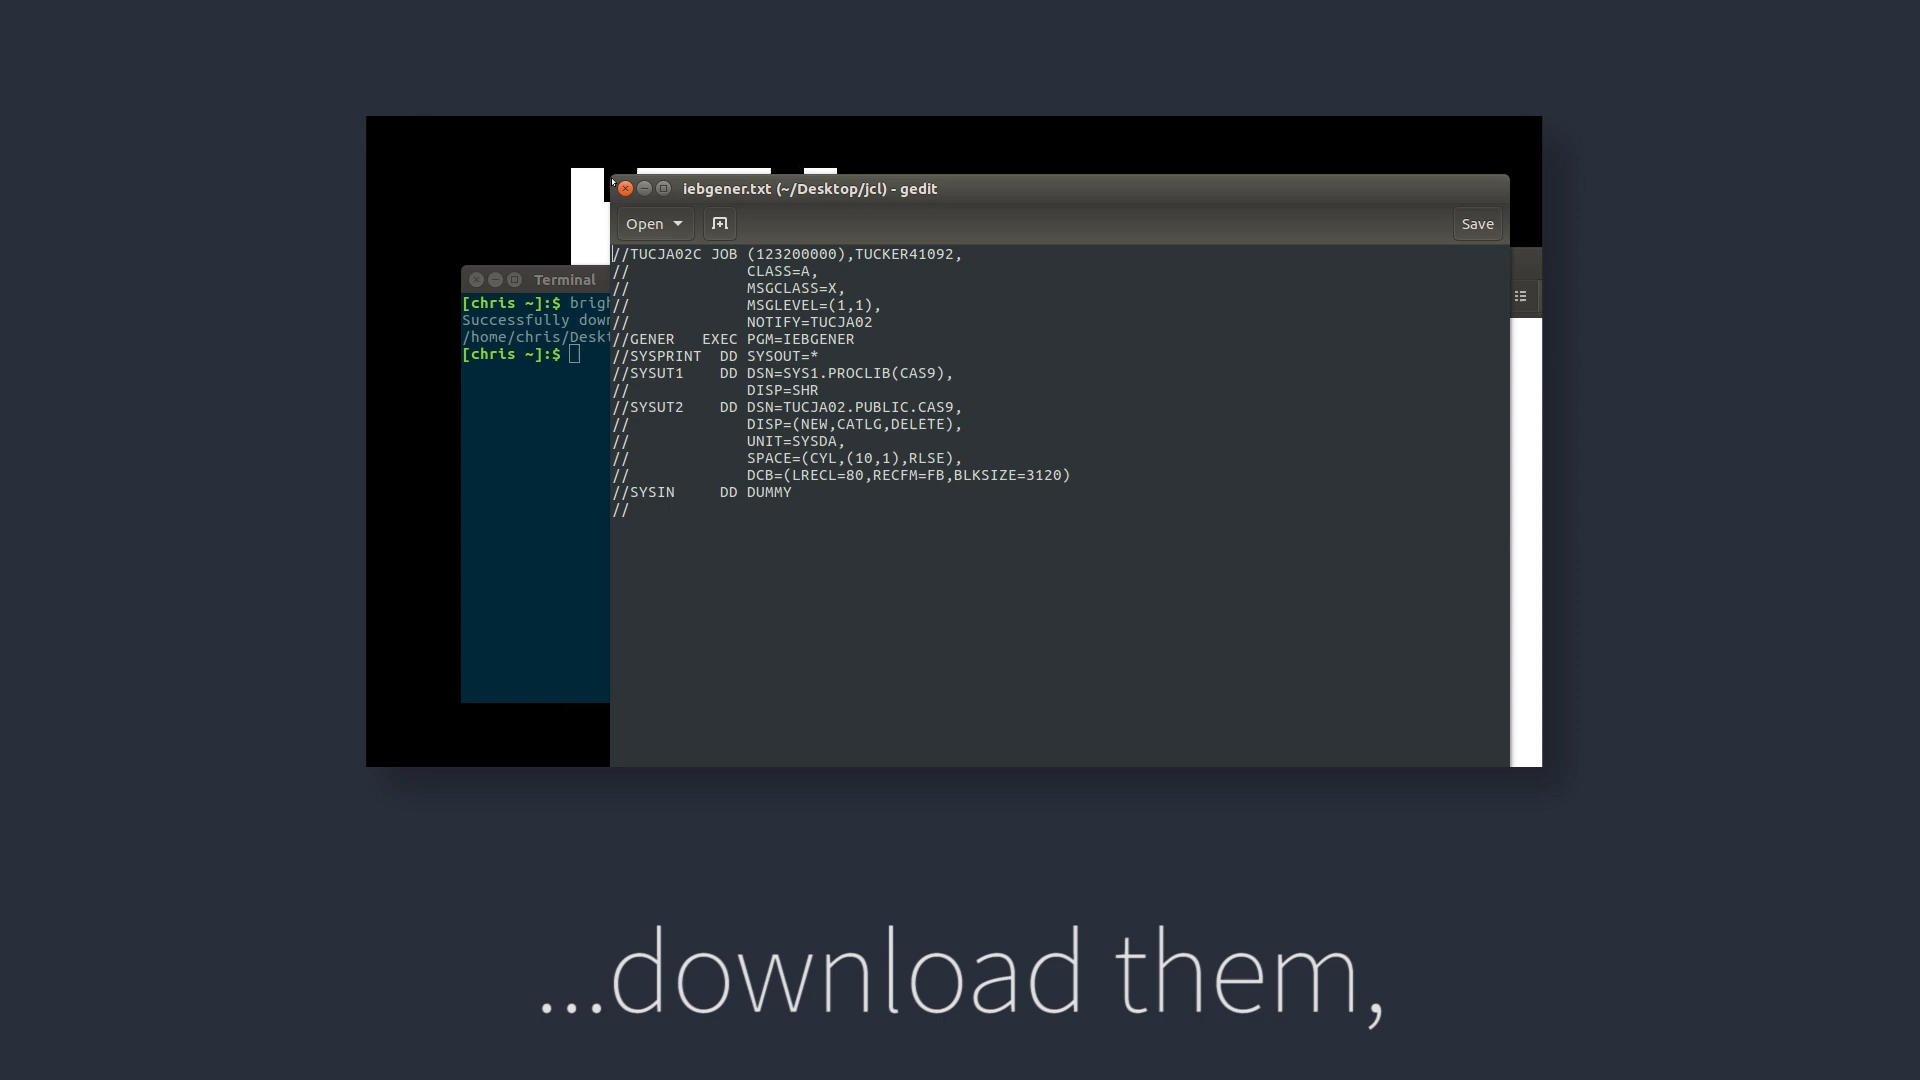 iebgener.txt (~/Desktop/jcl) - gedit
Open
Save
//TUCJA02C JOB (123200000),TUCKER41092,
//             CLASS=A,
//             MSGCLASS=X,
//             MSGLEVEL=(1,1),
//             NOTIFY=TUCJA02
//GENER   EXEC PGM=IEBGENER
//SYSPRINT  DD SYSOUT=*
//SYSUT1    DD DSN=SYS1.PROCLIB(CAS9),
//             DISP=SHR
//SYSUT2    DD DSN=TUCJA02.PUBLIC.CAS9,
//             DISP=(NEW,CATLG,DELETE),
//             UNIT=SYSDA,
//             SPACE=(CYL,(10,1),RLSE),
//             DCB=(LRECL=80,RECFM=FB,BLKSIZE=3120)
//SYSIN     DD DUMMY
//
Terminal
[chris ~]:$ brigh
Successfully down
/home/chris/Deskt
[chris ~]:$
...download them,